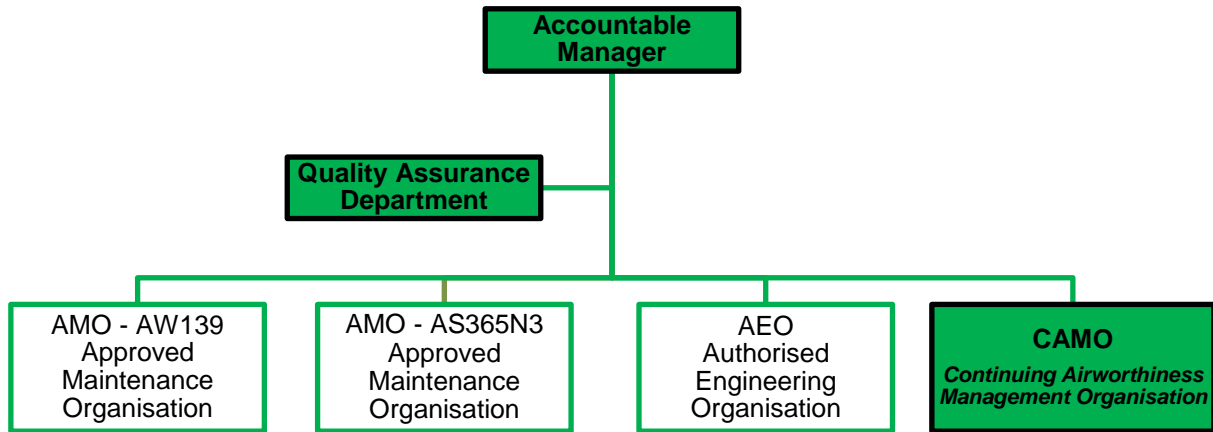 Accountable
Manager
Quality Assurance
Department
AMO - AW139
Approved
Maintenance
Organisation
AMO - AS365N3
Approved
Maintenance
Organisation
AEO
Authorised
Engineering
Organisation
CAMO
Continuing Airworthiness
Management Organisation